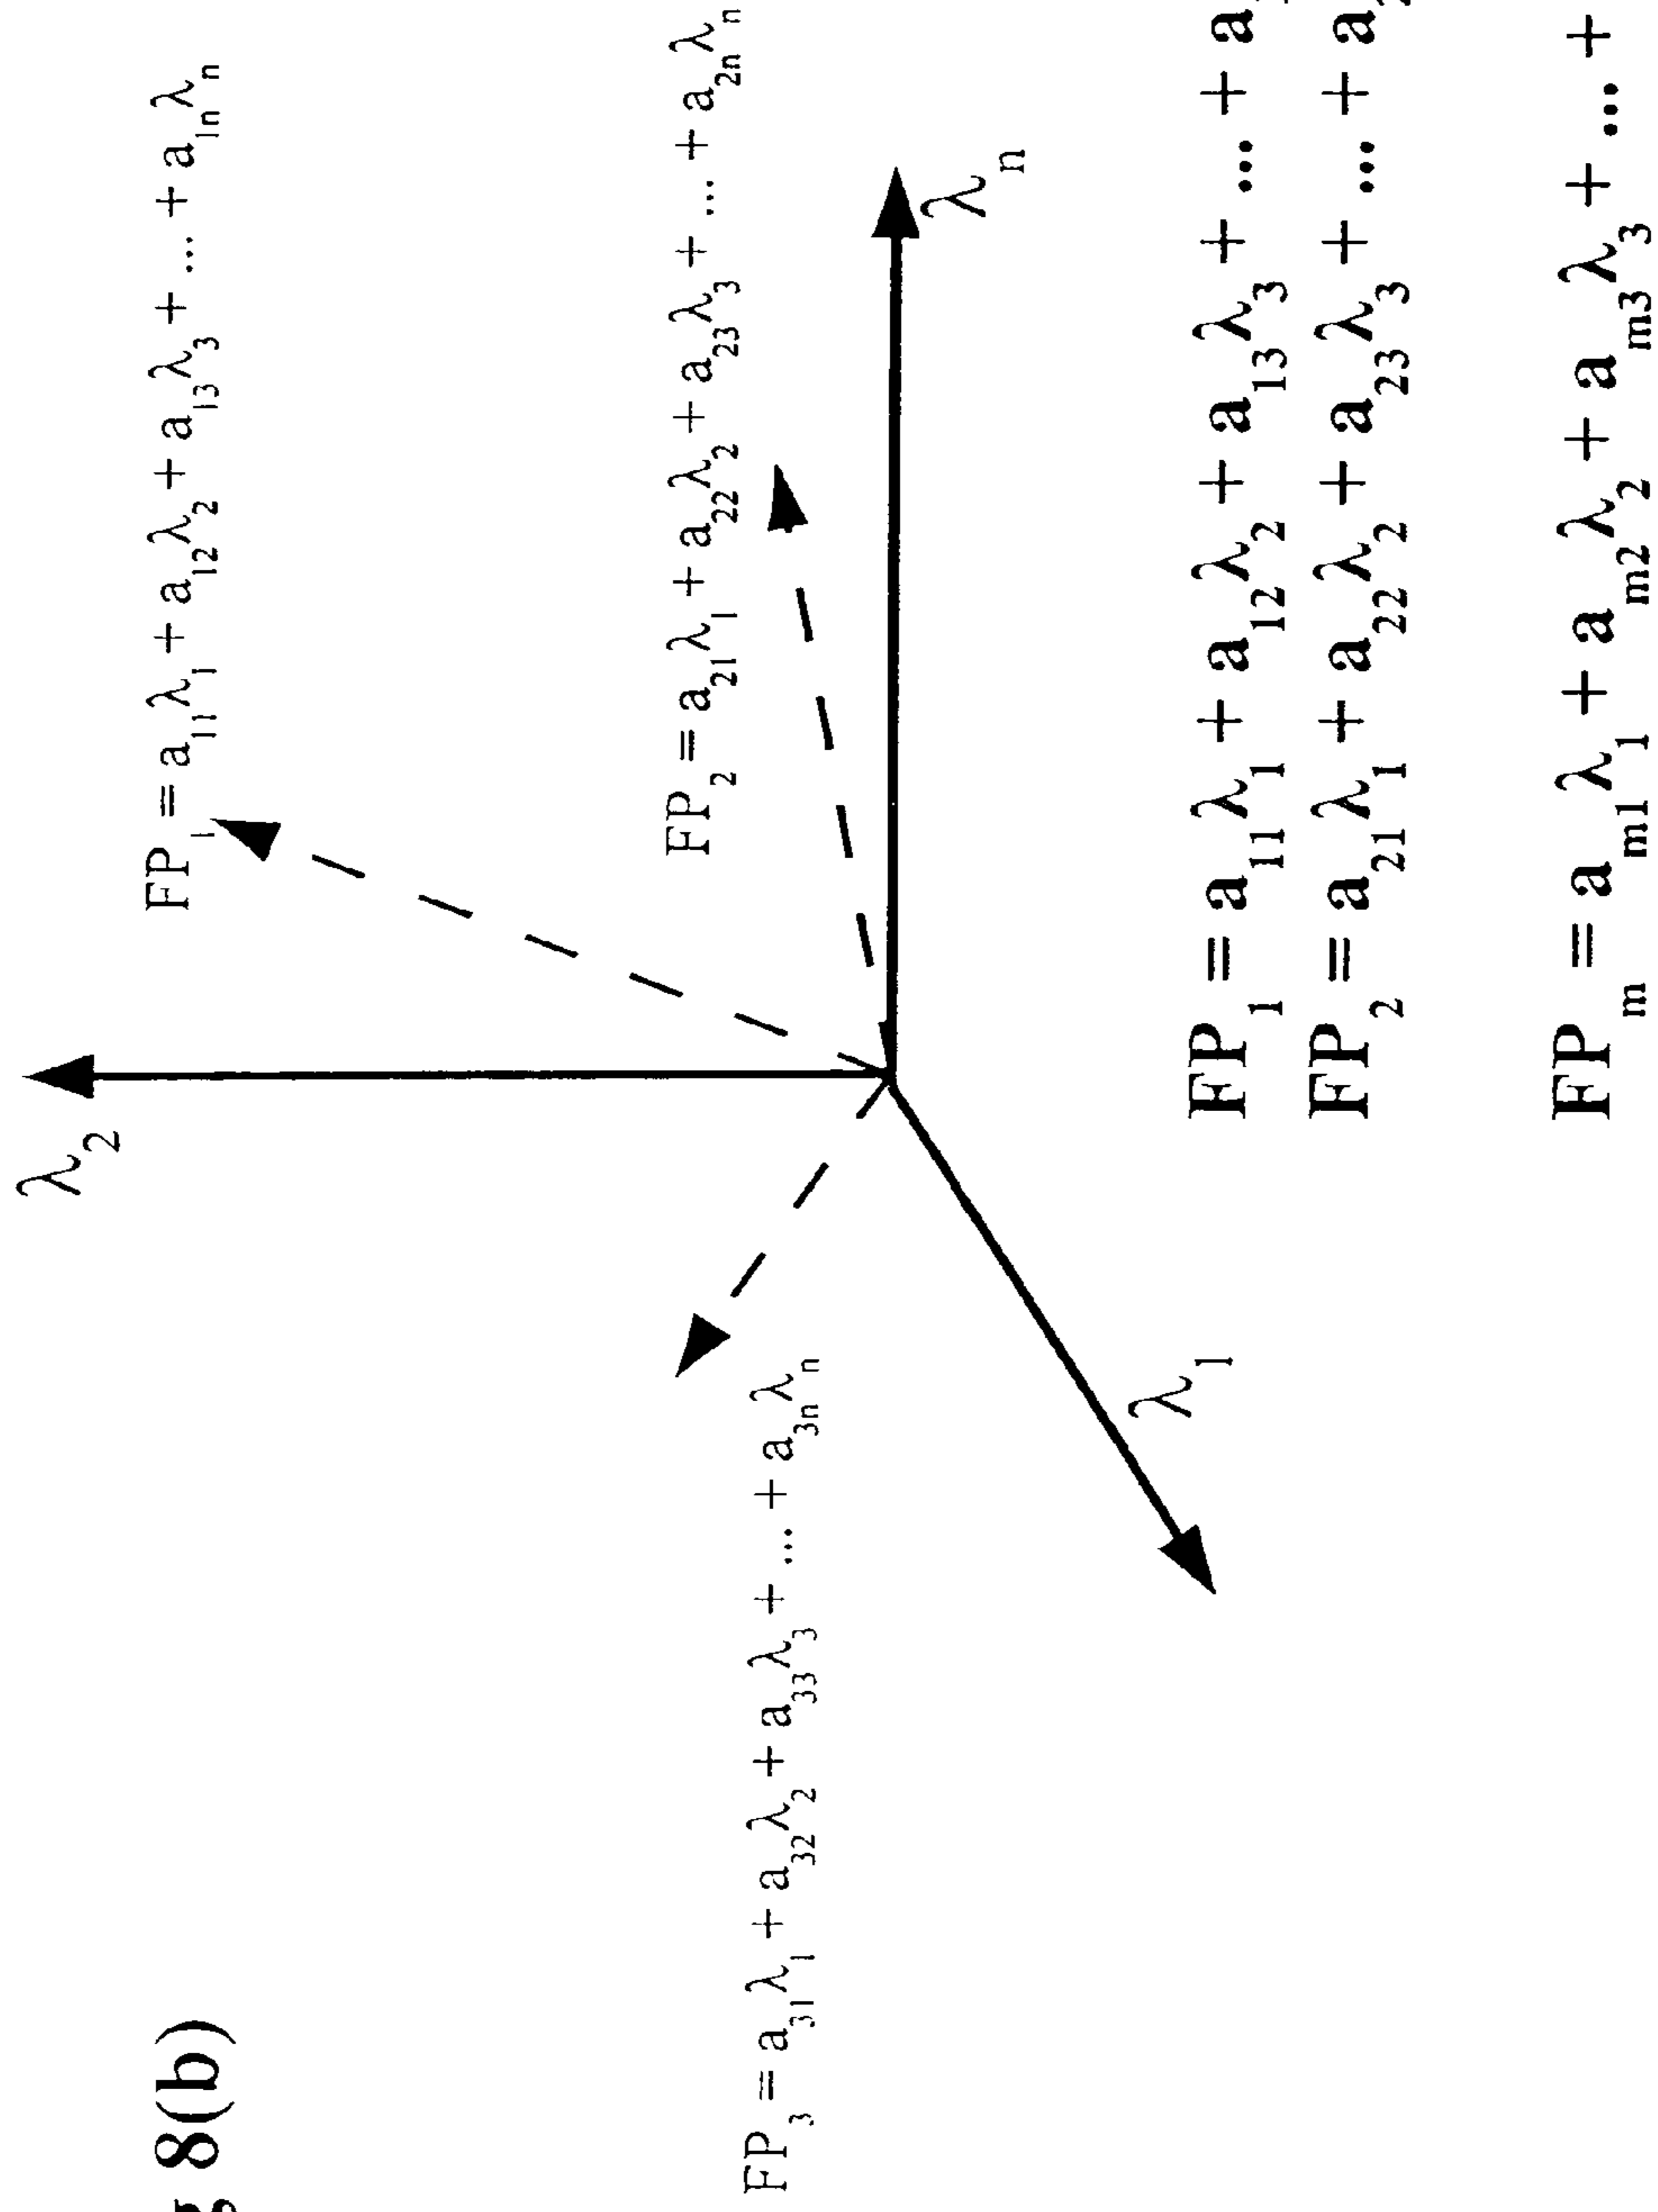 λ2
8(b)
FP1 = a11λ1 + a12λ2 + a13λ3 + ... + a1nλn
FP2 = a21λ1 + a22λ2 + a23λ3 + ... + a2nλn
FP3 = a31λ1 + a32λ2 + a33λ3 + ... + a3nλn
λn
λ1
FP1 = a11λ1 + a12λ2 + a13λ3 + ... + a
FP2 = a21λ1 + a22λ2 + a23λ3 + ... + a
FPm = am1λ1 + am2λ2 + am3λ3 + ... +